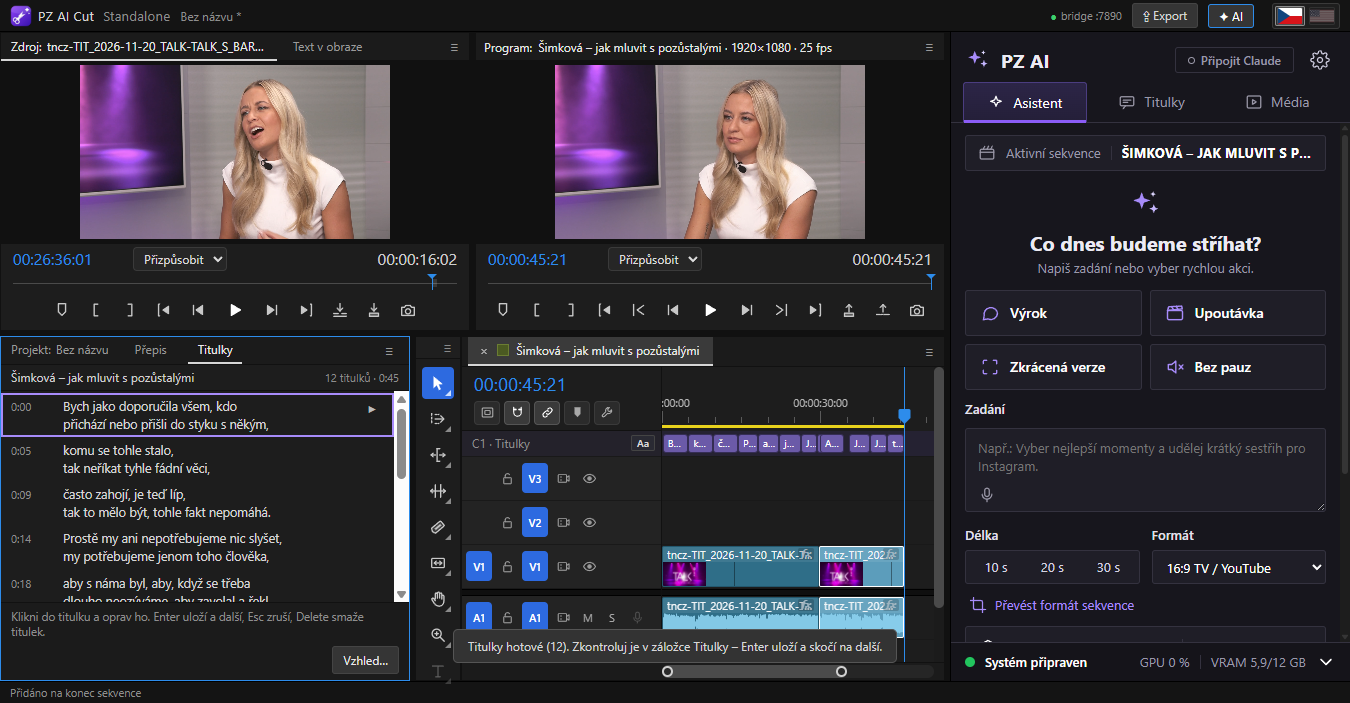 PZ AI Cut Standalone Bez názvu *
bridge :7890
Export
AI
Zdroj: tncz-TIT_2026-11-20_TALK-TALK_S_BAR...
Text v obraze
Program: Šimková – jak mluvit s pozůstalými · 1920×1080 · 25 fps
00:26:36:01
Přizpůsobit
00:00:16:02
00:00:45:21
Přizpůsobit
00:00:45:21
Projekt: Bez názvu
Přepis
Titulky
Šimková – jak mluvit s pozůstalými
12 titulků · 0:45
0:00
Bych jako doporučila všem, kdo
přichází nebo přišli do styku s někým,
0:05
komu se tohle stalo,
tak neříkat tyhle fádní věci,
0:09
často zahojí, je teď líp,
tak to mělo být, tohle fakt nepomáhá.
0:14
Prostě my ani nepotřebujeme nic slyšet,
my potřebujeme jenom toho člověka,
0:18
aby s náma byl, aby, když se třeba
dlouho neozýváme, aby zavolal a řekl
Klikni do titulku a oprav ho. Enter uloží a další, Esc zruší, Delete smaže
titulek.
Vzhled...
× Šimková – jak mluvit s pozůstalými
00:00:45:21
:00:00
00:00:30:00
C1 · Titulky
Aa
B... k... č... P... a... j... J... A... J... J... t...
V3
V2
V1
V1
tncz-TIT_2026-11-20_TALK-T fx
tncz-TIT_202 fx
TALK
TALK
A1
A1
M S
tncz-TIT_2026-11-20_TALK-T fx
tncz-TIT_202 fx
Titulky hotové (12). Zkontroluj je v záložce Titulky – Enter uloží a skočí na další.
Přidáno na konec sekvence
PZ AI
Připojit Claude
Asistent
Titulky
Média
Aktivní sekvence
ŠIMKOVÁ – JAK MLUVIT S P...
Co dnes budeme stříhat?
Napiš zadání nebo vyber rychlou akci.
Výrok
Upoutávka
Zkrácená verze
Bez pauz
Zadání
Např.: Vyber nejlepší momenty a udělej krátký sestřih pro
Instagram.
Délka
Formát
10 s
20 s
30 s
16:9 TV / YouTube
Převést formát sekvence
Systém připraven
GPU 0 %
VRAM 5,9/12 GB